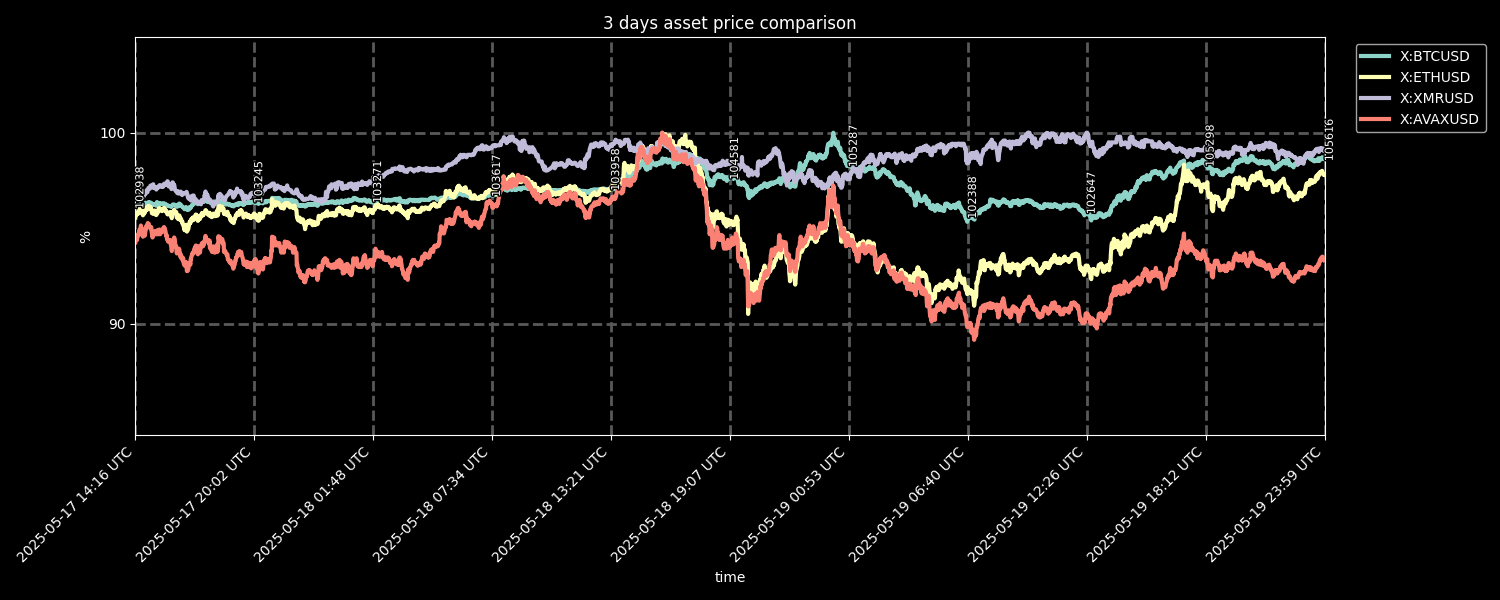 3 days asset price comparison
X:BTCUSD
X:ETHUSD
X:XMRUSD
X:AVAXUSD
%
100
90
102938
103245
103271
103617
103958
104581
105287
102388
102647
105298
105616
2025-05-17 14:16 UTC
2025-05-17 20:02 UTC
2025-05-18 01:48 UTC
2025-05-18 07:34 UTC
2025-05-18 13:21 UTC
2025-05-18 19:07 UTC
2025-05-19 00:53 UTC
2025-05-19 06:40 UTC
2025-05-19 12:26 UTC
2025-05-19 18:12 UTC
2025-05-19 23:59 UTC
time